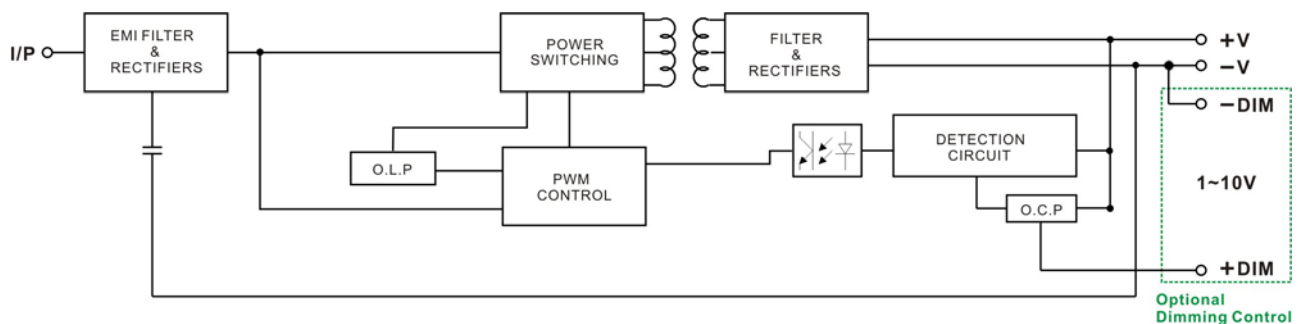 I/P
EMI FILTER
&
RECTIFIERS
POWER
SWITCHING
FILTER
&
RECTIFIERS
+V
−V
−DIM
O.L.P
PWM
CONTROL
DETECTION
CIRCUIT
O.C.P
1~10V
+DIM
Optional
Dimming Control